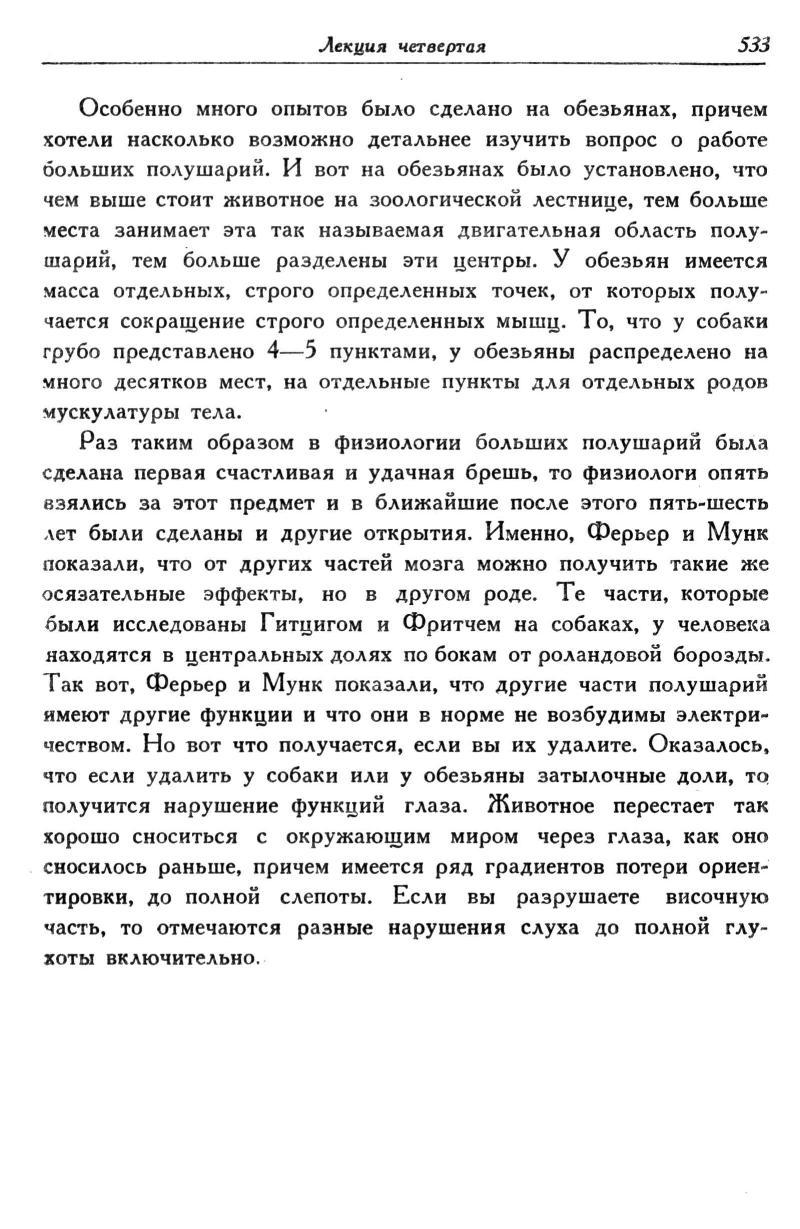 Лекция четвертая 533
Особенно много опытов было сделано на обезьянах, причем
хотели насколько возможно детальнее изучить вопрос о работе
больших полушарий. И вот на обезьянах было установлено, что
чем выше стоит животное на зоологической лестнице, тем больше
места занимает эта так называемая двигательная область полу-
шарий, тем больше разделены эти центры. У обезьян имеется
масса отдельных, строго определенных точек, от которых полу-
чается сокращение строго определенных мышц. То, что у собаки
грубо представлено 4—5 пунктами, у обезьяны распределено на
много десятков мест, на отдельные пункты для отдельных родов
мускулатуры тела.
Раз таким образом в физиологии больших полушарий была
сделана первая счастливая и удачная брешь, то физиологи опять
взялись за этот предмет и в ближайшие после этого пять-шесть
лет были сделаны и другие открытия. Именно, Ферьер и Мунк
показали, что от других частей мозга можно получить такие же
осязательные эффекты, но в другом роде. Те части, которые
были исследованы Гитцигом и Фритчем на собаках, у человека
находятся в центральных долях по бокам от роландовой борозды.
Так вот, Ферьер и Мунк показали, что другие части полушарий
имеют другие функции и что они в норме не возбудимы электри-
чеством. Но вот что получается, если вы их удалите. Оказалось,
что если удалить у собаки или у обезьяны затылочные доли, то
получится нарушение функций глаза. Животное перестает так
хорошо сноситься с окружающим миром через глаза, как оно
сносилось раньше, причем имеется ряд градиентов потери ориен-
тировки, до полной слепоты. Если вы разрушаете височную
часть, то отмечаются разные нарушения слуха до полной глу-
хоты включительно.